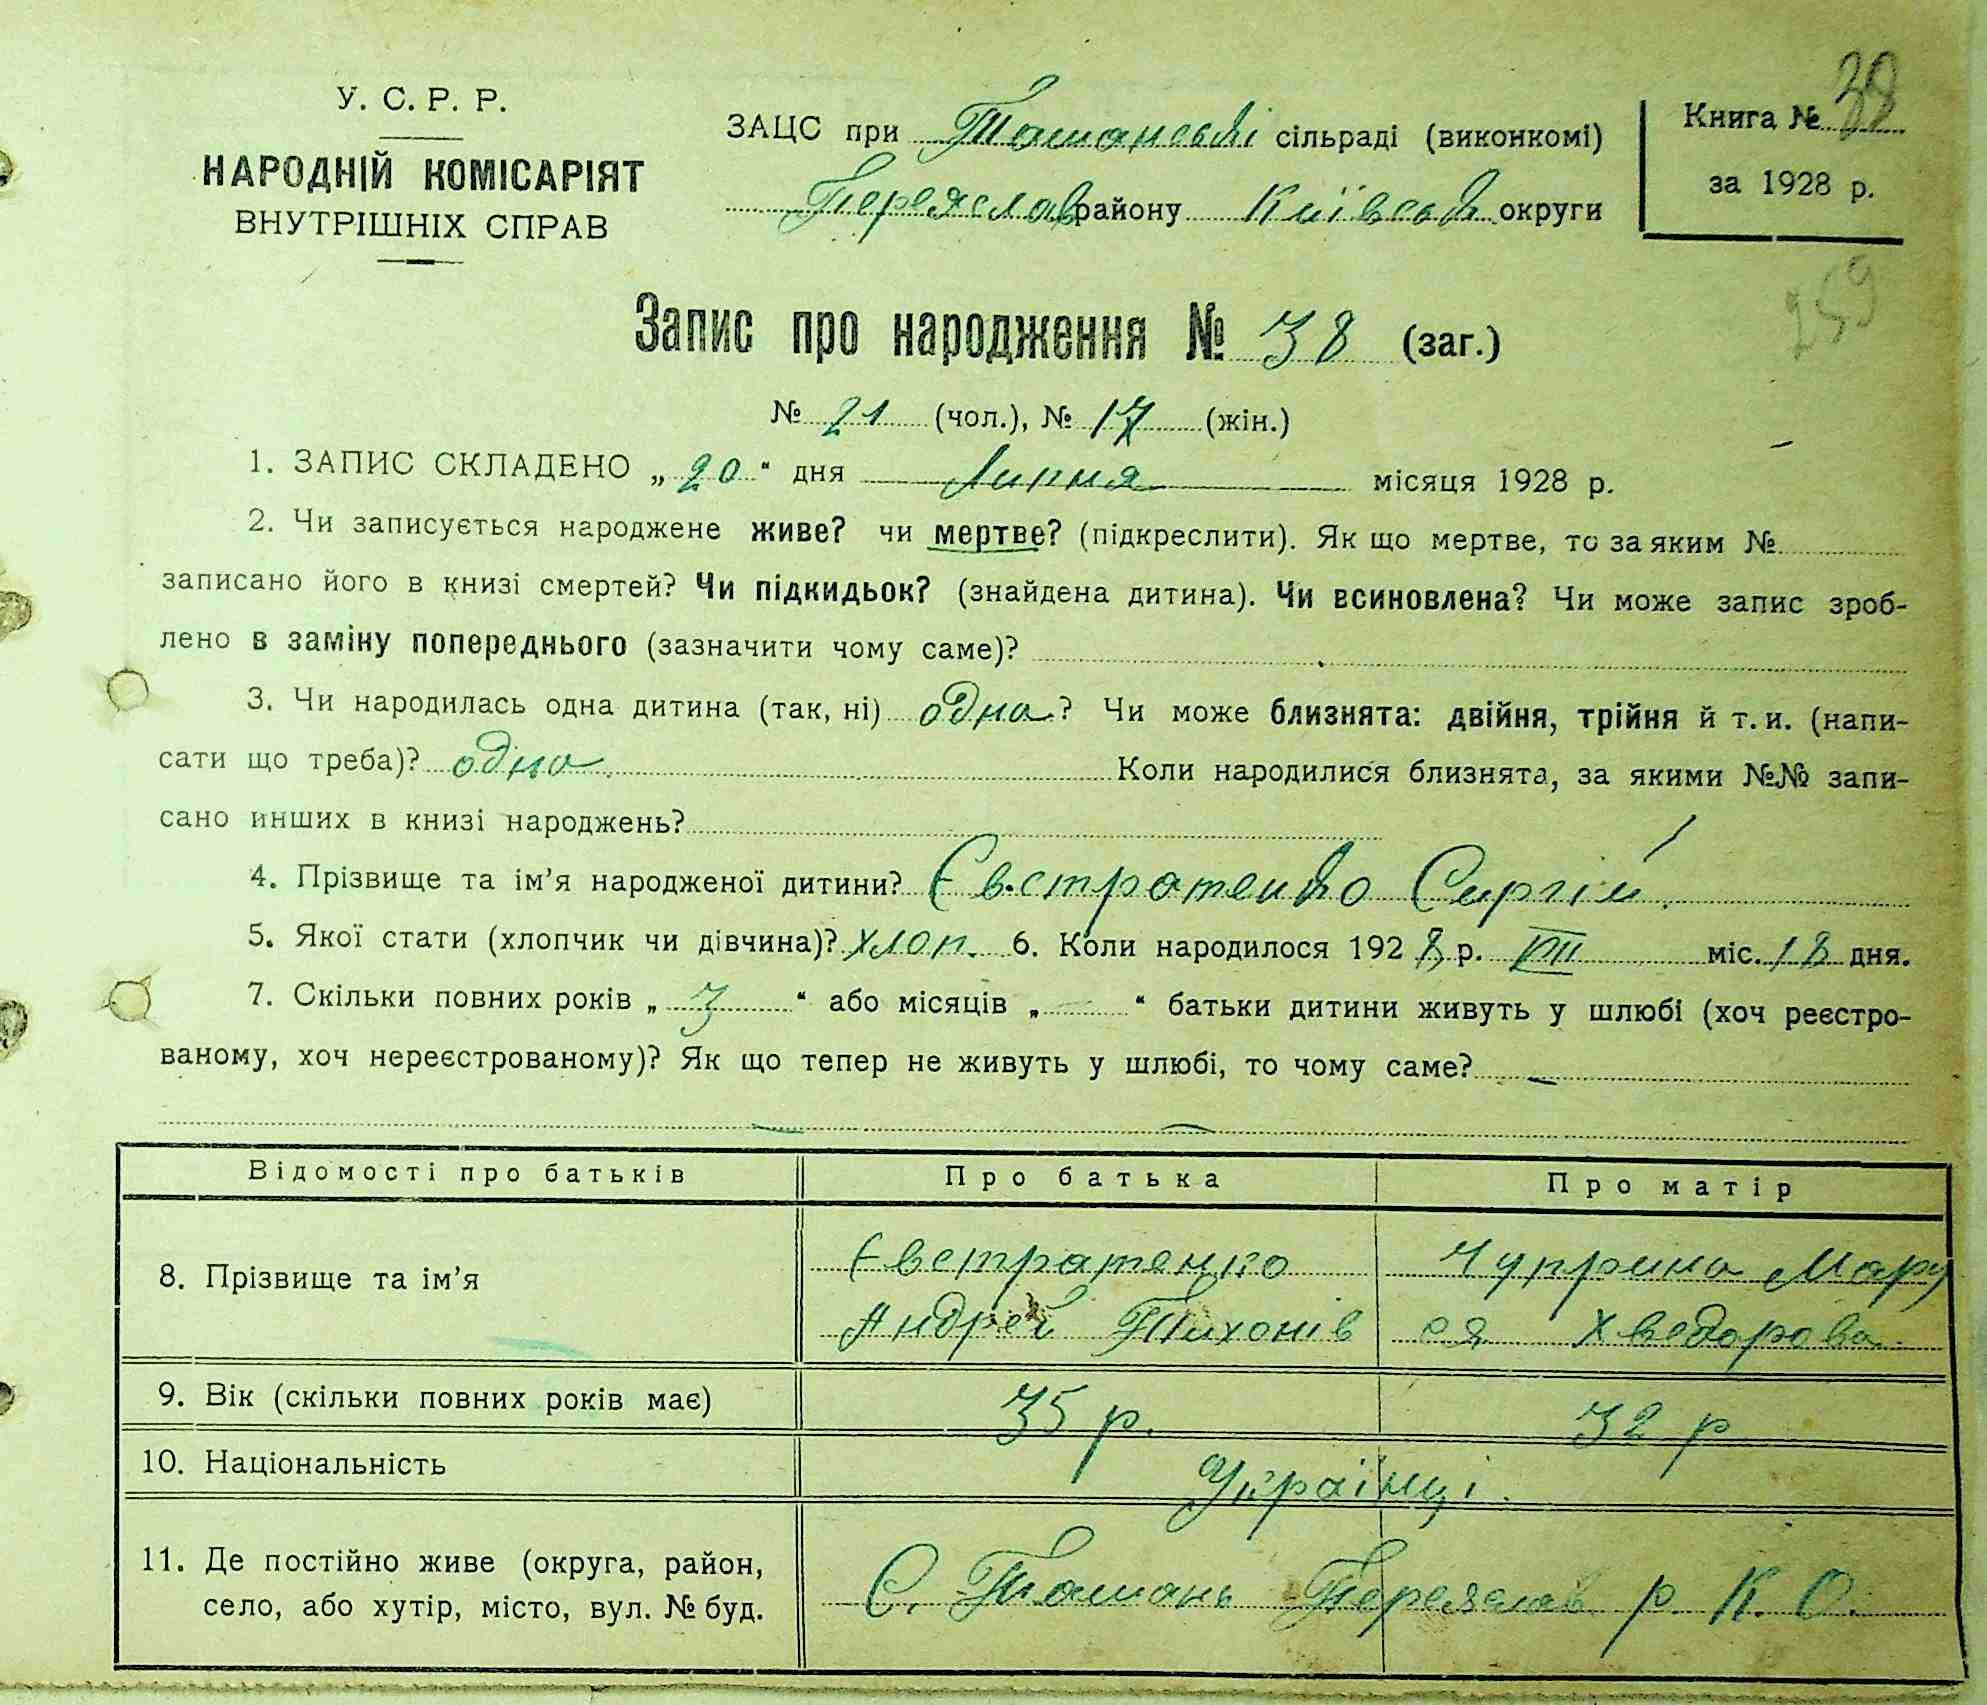 У. С. Р. Р.
НАРОДНІЙ КОМІСАРІЯТ
ВНУТРІШНІХ СПРАВ
ЗАЦС при Ташанській сільраді (виконкомі)
Переяслав району Київськ округи
Книга № 38
за 1928 р.
259
Запис про народження № 38 (заг.)
№ 21 (чол.), № 17 (жін.)
1. ЗАПИС СКЛАДЕНО „ 20 “ дня Липня місяця 1928 р.
2. Чи записується народжене живе? чи мертве? (підкреслити). Як що мертве, то за яким №
записано його в книзі смертей? Чи підкидьок? (знайдена дитина). Чи всиновлена? Чи може запис зроб-
лено в заміну попереднього (зазначити чому саме)?
3. Чи народилась одна дитина (так, ні) одна ? Чи може близнята: двійня, трійня й т. и. (напи-
сати що треба)? одна Коли народилися близнята, за якими №№ запи-
сано инших в книзі народжень?
4. Прізвище та ім’я народженої дитини? Євстратенко Сиргій
5. Якої стати (хлопчик чи дівчина)? хлоп. 6. Коли народилося 1928 р. VII міс. 18 дня.
7. Скільки повних років „ 3 “ або місяців „ — “ батьки дитини живуть у шлюбі (хоч реєстро-
ваному, хоч нереєстрованому)? Як що тепер не живуть у шлюбі, то чому саме? —
Відомості про батьків Про батька Про матір
8. Прізвище та ім’я Євстратенко Андрей Тихонів Чуприна Мару ся Хведорова
9. Вік (скільки повних років має) 35 р. 32 р
10. Національність Українці.
11. Де постійно живе (округа, район, село, або хутір, місто, вул. № буд. С. Ташань Переяслав р. К. О.